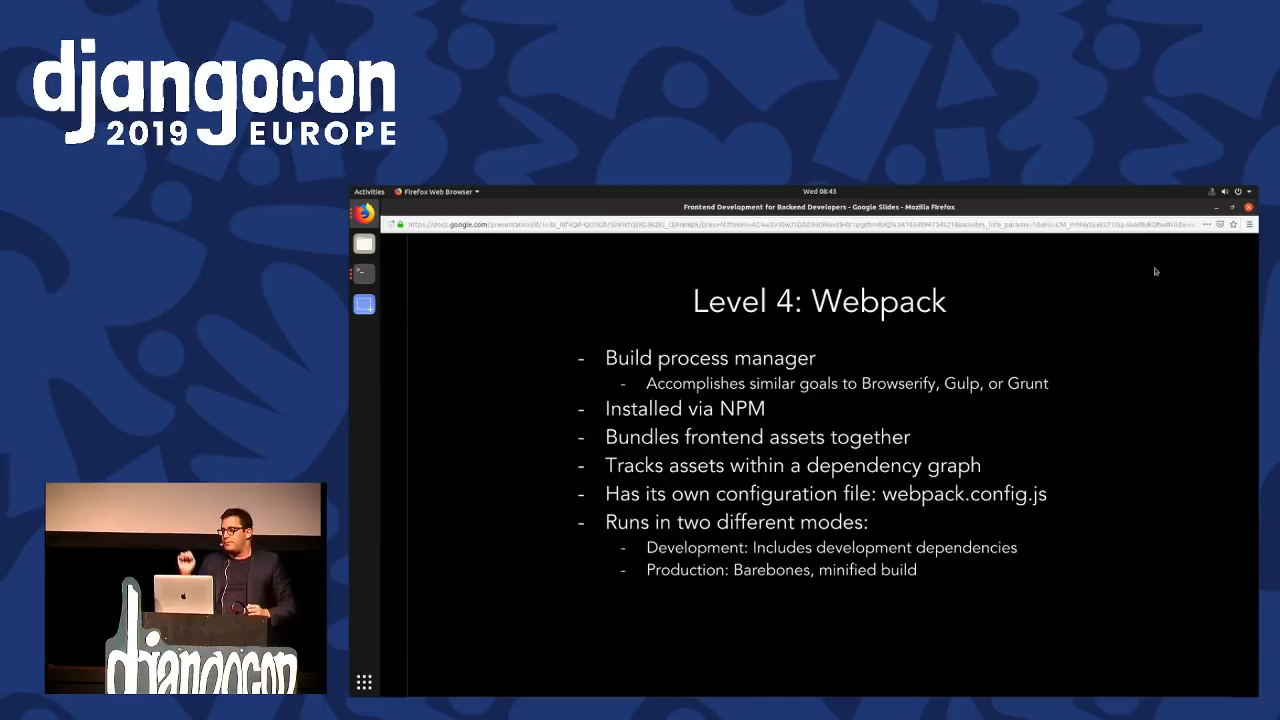 djangocon
2019 EUROPE
Activities
Firefox Web Browser
Wed 08:43
Frontend Development for Backend Developers - Google Slides - Mozilla Firefox
Level 4: Webpack
- Build process manager
- Accomplishes similar goals to Browserify, Gulp, or Grunt
- Installed via NPM
- Bundles frontend assets together
- Tracks assets within a dependency graph
- Has its own configuration file: webpack.config.js
- Runs in two different modes:
- Development: Includes development dependencies
- Production: Barebones, minified build
djangocon